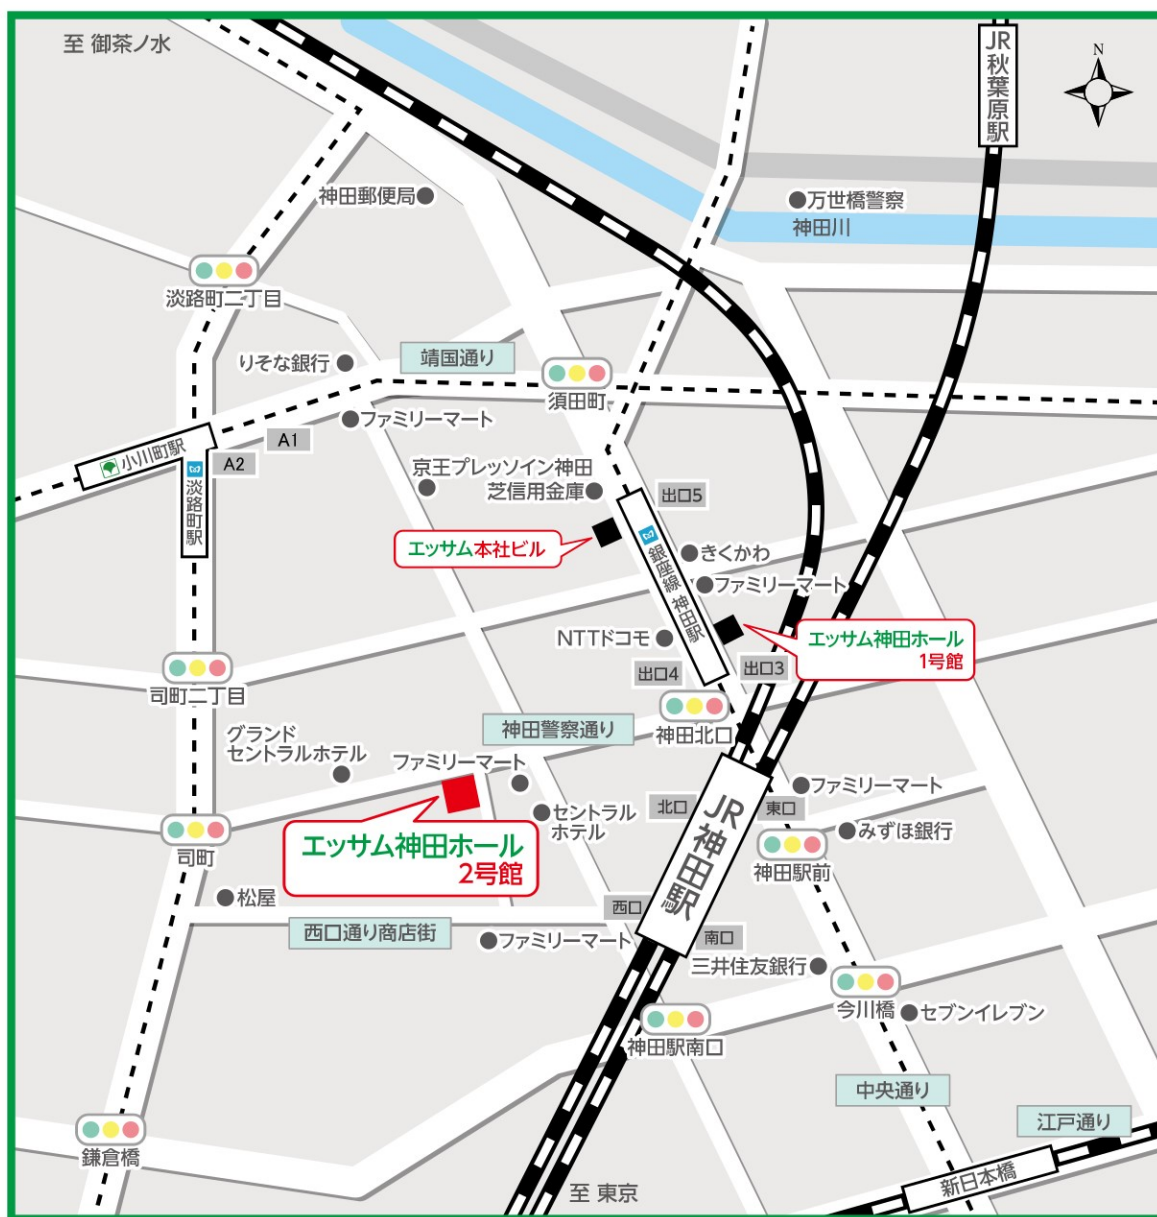 至 御茶ノ水
JR秋葉原駅
N
神田郵便局
万世橋警察
神田川
淡路町二丁目
りそな銀行
靖国通り
須田町
ファミリーマート
A1
小川町駅
A2
淡路町駅
京王プレッソイン神田
芝信用金庫
出口5
エッサム本社ビル
銀座線 神田駅
きくかわ
ファミリーマート
NTTドコモ
エッサム神田ホール
1号館
出口4
出口3
司町二丁目
神田警察通り
神田北口
グランド
セントラルホテル
ファミリーマート
セントラル
ホテル
北口
JR神田駅
東口
ファミリーマート
みずほ銀行
司町
エッサム神田ホール
2号館
神田駅前
松屋
西口
西口通り商店街
ファミリーマート
南口
三井住友銀行
今川橋
セブンイレブン
神田駅南口
中央通り
江戸通り
鎌倉橋
至 東京
新日本橋